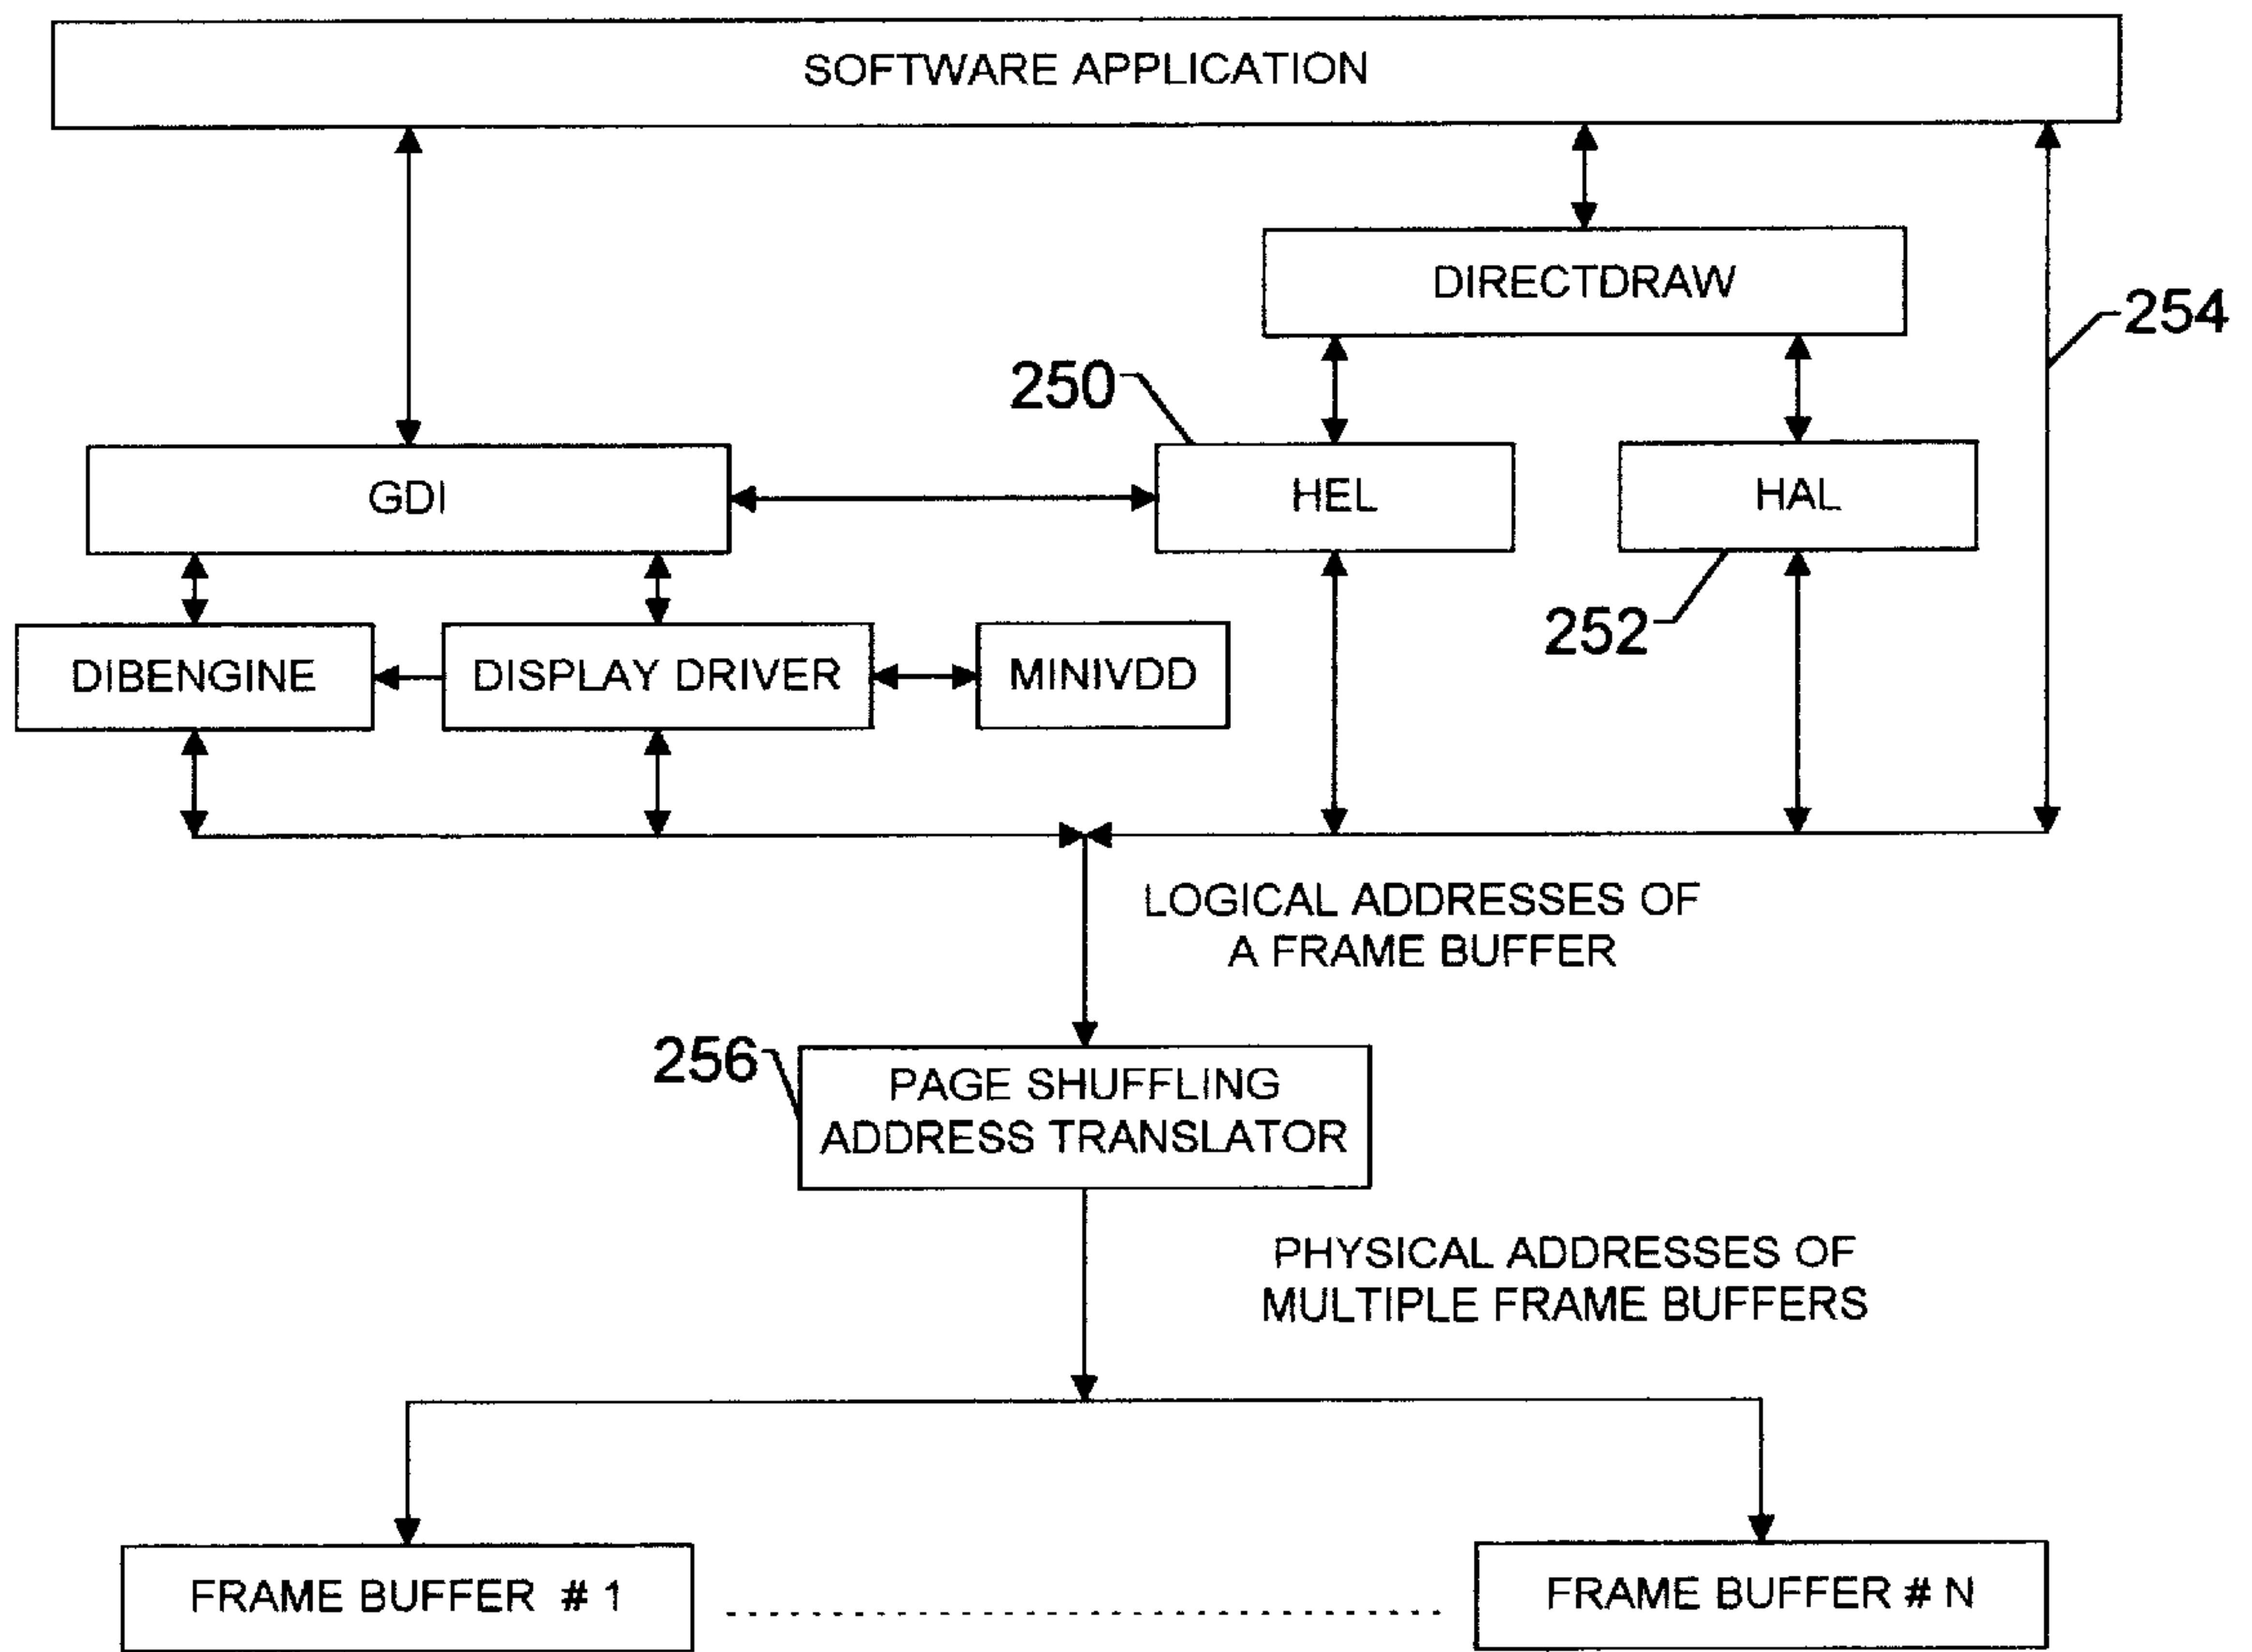 SOFTWARE APPLICATION
DIRECTDRAW
254
250
GDI
HEL
HAL
252
DIBENGINE
DISPLAY DRIVER
MINIVDD
LOGICAL ADDRESSES OF
A FRAME BUFFER
256
PAGE SHUFFLING
ADDRESS TRANSLATOR
PHYSICAL ADDRESSES OF
MULTIPLE FRAME BUFFERS
FRAME BUFFER # 1
FRAME BUFFER # N